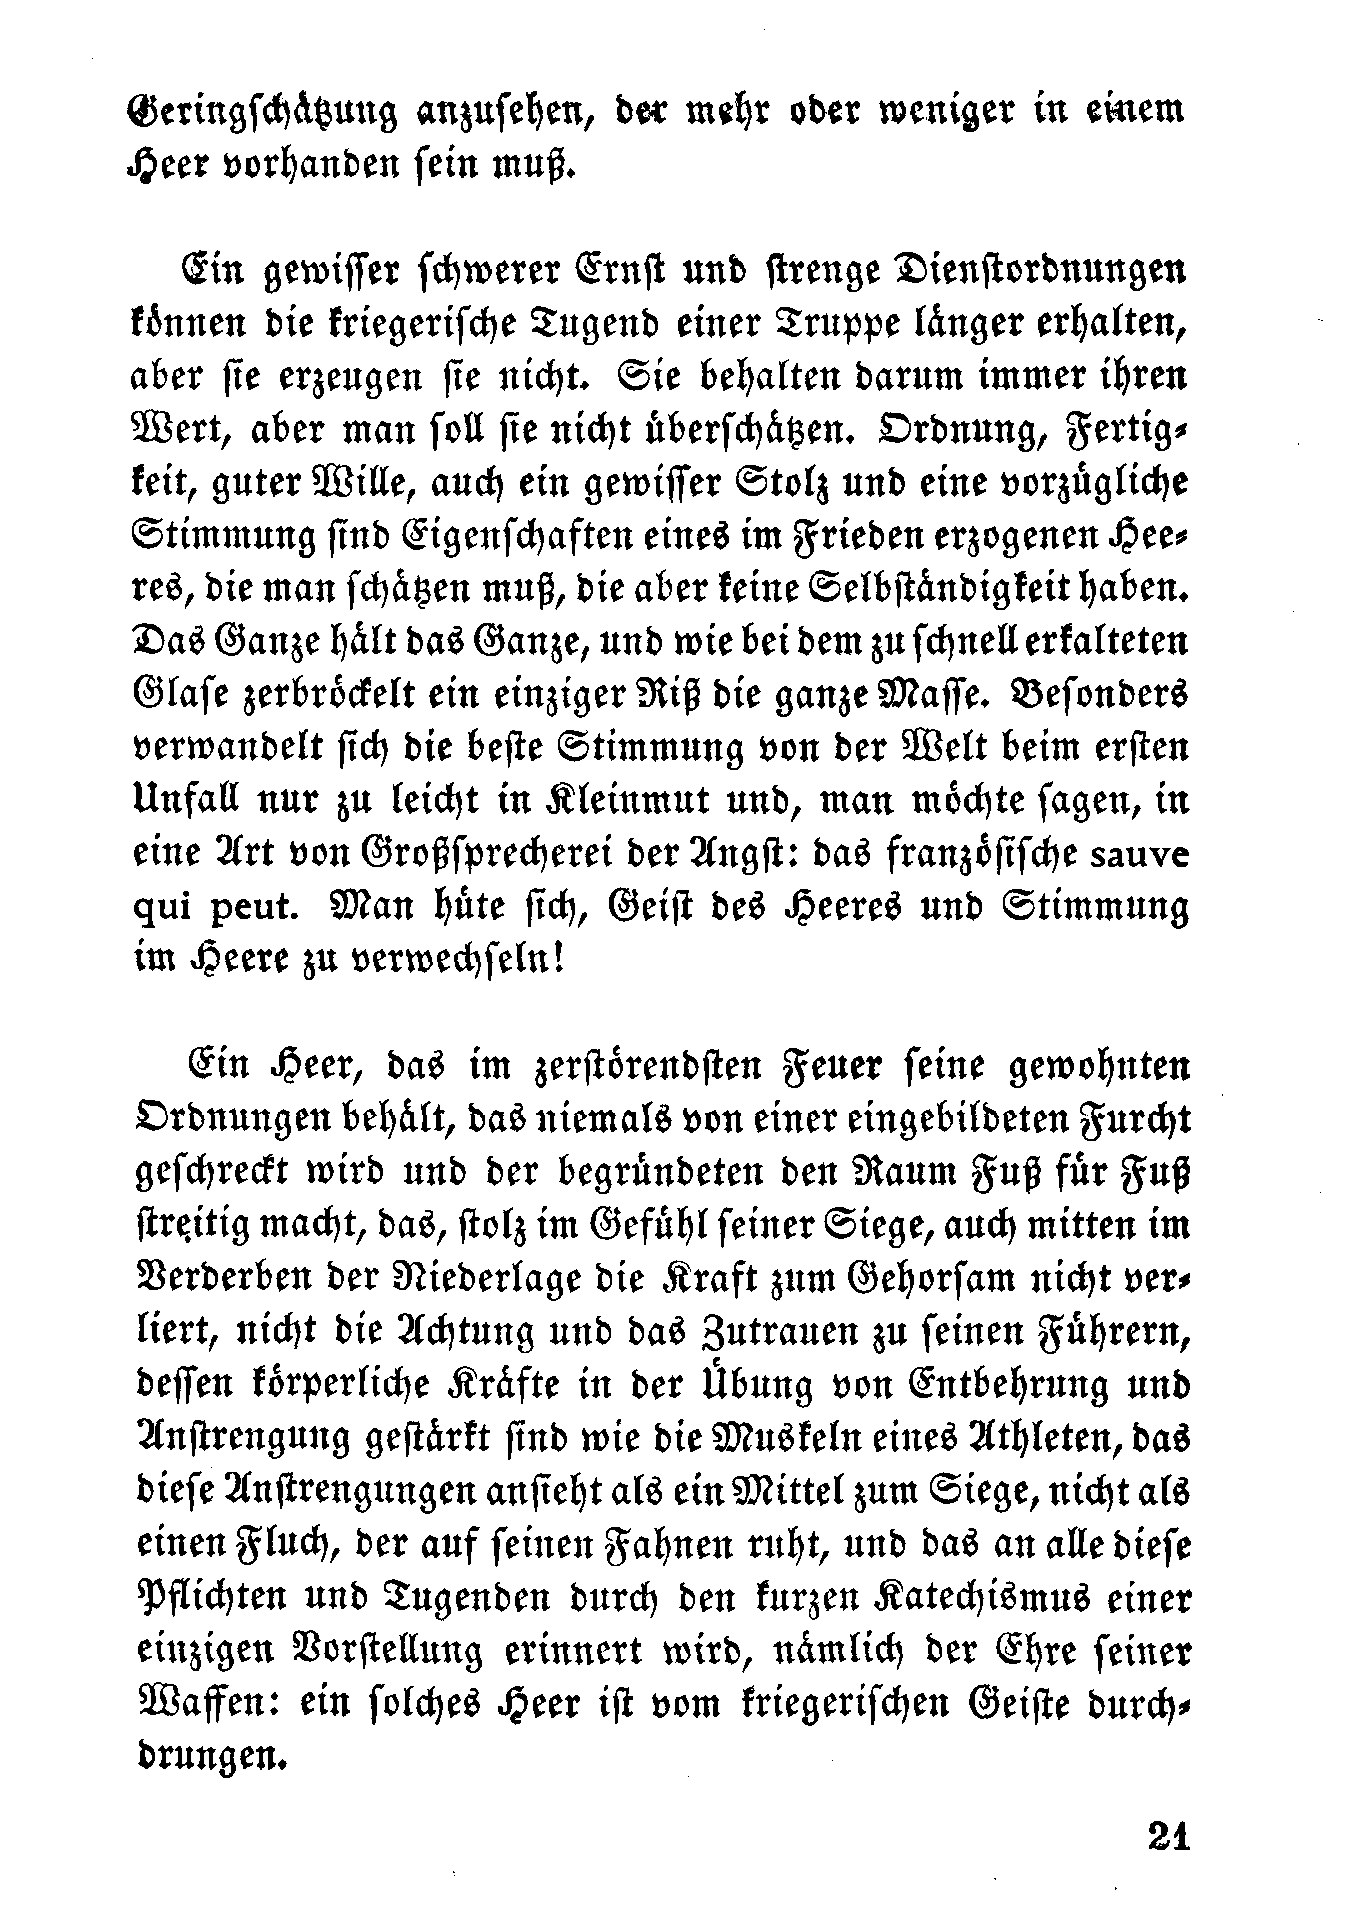 Geringschätzung anzusehen, der mehr oder weniger in einem
Heer vorhanden sein muß.
Ein gewisser schwerer Ernst und strenge Dienstordnungen
können die kriegerische Tugend einer Truppe länger erhalten,
aber sie erzeugen sie nicht. Sie behalten darum immer ihren
Wert, aber man soll sie nicht überschätzen. Ordnung, Fertig-
keit, guter Wille, auch ein gewisser Stolz und eine vorzügliche
Stimmung sind Eigenschaften eines im Frieden erzogenen Hee-
res, die man schätzen muß, die aber keine Selbständigkeit haben.
Das Ganze hält das Ganze, und wie bei dem zu schnell erkalteten
Glase zerbröckelt ein einziger Riß die ganze Masse. Besonders
verwandelt sich die beste Stimmung von der Welt beim ersten
Unfall nur zu leicht in Kleinmut und, man möchte sagen, in
eine Art von Großsprecherei der Angst: das französische sauve
qui peut. Man hüte sich, Geist des Heeres und Stimmung
im Heere zu verwechseln!
Ein Heer, das im zerstörendsten Feuer seine gewohnten
Ordnungen behält, das niemals von einer eingebildeten Furcht
geschreckt wird und der begründeten den Raum Fuß für Fuß
streitig macht, das, stolz im Gefühl seiner Siege, auch mitten im
Verderben der Niederlage die Kraft zum Gehorsam nicht ver-
liert, nicht die Achtung und das Zutrauen zu seinen Führern,
dessen körperliche Kräfte in der Übung von Entbehrung und
Anstrengung gestärkt sind wie die Muskeln eines Athleten, das
diese Anstrengungen ansieht als ein Mittel zum Siege, nicht als
einen Fluch, der auf seinen Fahnen ruht, und das an alle diese
Pflichten und Tugenden durch den kurzen Katechismus einer
einzigen Vorstellung erinnert wird, nämlich der Ehre seiner
Waffen: ein solches Heer ist vom kriegerischen Geiste durch-
drungen.
21